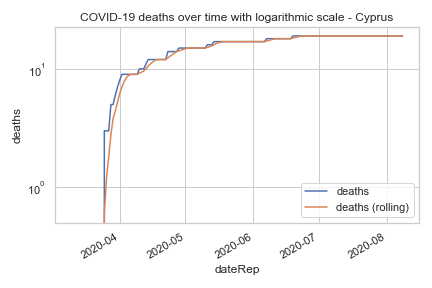 COVID-19 deaths over time with logarithmic scale - Cyprus
10¹
10⁰
deaths
deaths
deaths (rolling)
2020-04
2020-05
2020-06
2020-07
2020-08
dateRep